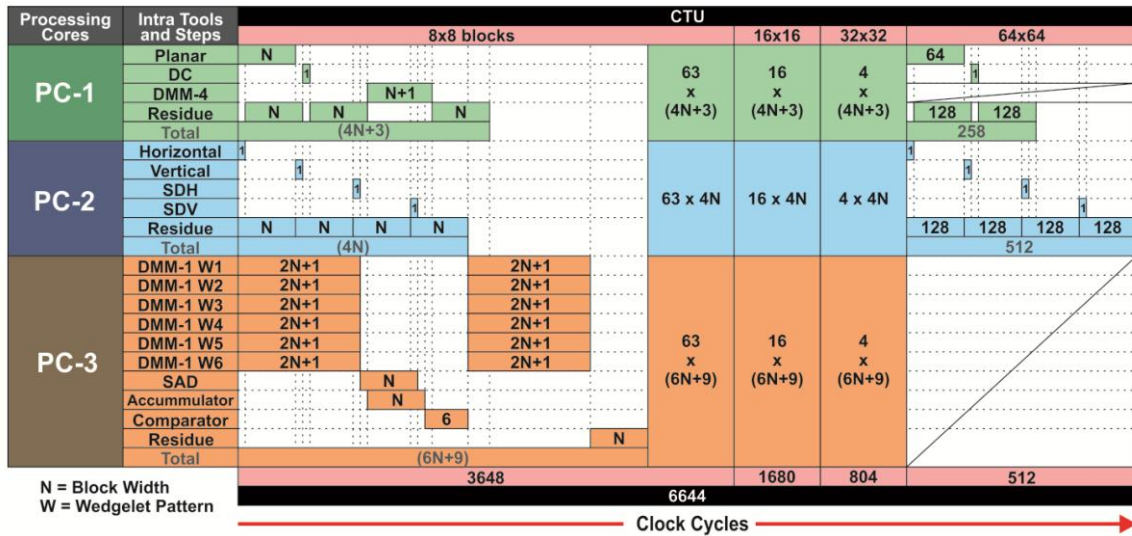 Processing Cores Intra Tools and Steps CTU
8x8 blocks 16x16 32x32 64x64
PC-1
Planar N 64
DC 1 1
DMM-4 N+1
Residue N N N 128 128
Total (4N+3) 258
63 x (4N+3) 16 x (4N+3) 4 x (4N+3)
PC-2
Horizontal 1 1
Vertical 1 1
SDH 1 1
SDV 1 1
Residue N N N N 128 128 128 128
Total (4N) 512
63 x 4N 16 x 4N 4 x 4N
PC-3
DMM-1 W1 2N+1 2N+1
DMM-1 W2 2N+1 2N+1
DMM-1 W3 2N+1 2N+1
DMM-1 W4 2N+1 2N+1
DMM-1 W5 2N+1 2N+1
DMM-1 W6 2N+1 2N+1
SAD N
Accummulator N
Comparator 6
Residue N
Total (6N+9)
63 x (6N+9) 16 x (6N+9) 4 x (6N+9)
3648 1680 804 512
6644
N = Block Width
W = Wedgelet Pattern
Clock Cycles